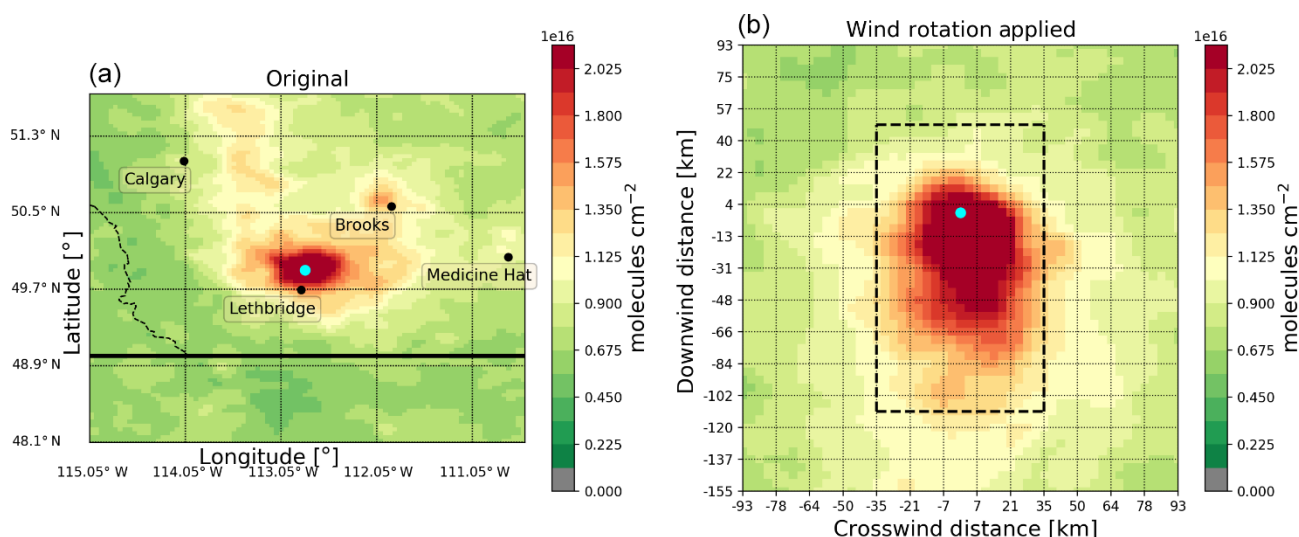 (a)
Original
1e16
51.3° N
50.5° N
49.7° N
48.9° N
48.1° N
Latitude [°]
Calgary
Brooks
Medicine Hat
Lethbridge
115.05° W
114.05° W
113.05° W
112.05° W
111.05° W
Longitude [°]
2.025
1.800
1.575
1.350
1.125
0.900
0.675
0.450
0.225
0.000
molecules cm−2
(b)
Wind rotation applied
1e16
93
75
57
40
22
4
-13
-31
-48
-66
-84
-102
-120
-137
-155
Downwind distance [km]
-93
-78
-64
-50
-35
-21
-7
7
21
35
50
64
78
93
Crosswind distance [km]
2.025
1.800
1.575
1.350
1.125
0.900
0.675
0.450
0.225
0.000
molecules cm−2